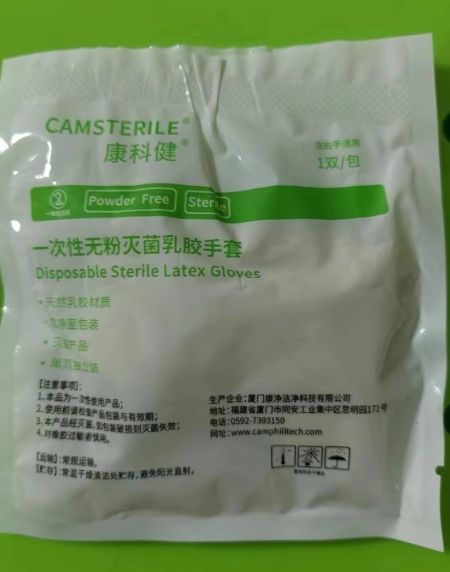 CAMSTERILE®
康科健®
左右手通用
1双/包
Powder Free
Sterile
一次性无粉灭菌乳胶手套
Disposable Sterile Latex Gloves
·天然乳胶材质
·洁净室包装
·灭菌产品
·单双独立装
【注意事项】:
1、本品为一次性使用产品;
2、使用前请检查产品包装与有效期;
3、本产品经灭菌,如包装破损则灭菌失效;
4、对橡胶过敏者慎用。
【运输】:常规运输。
【贮存】:常温干燥清洁处贮存,避免阳光直射。
生产企业:厦门康净洁净科技有限公司
地址:福建省厦门市同安工业集中区思明园171号
电话:0592-7393150
网址:www.camphilltech.com